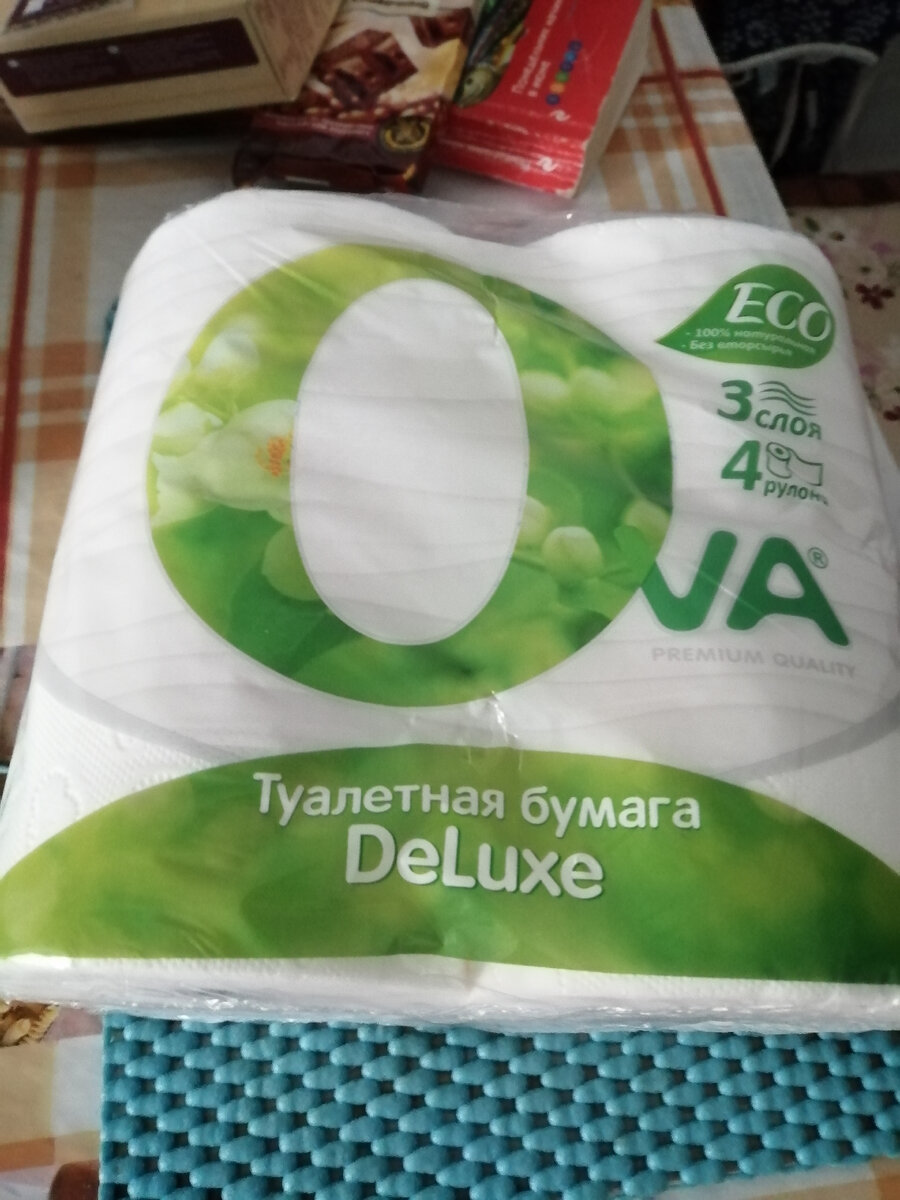 ECO
- 100% натуральная
- Без вторсырья
3 слоя
4 рулона
OVA®
PREMIUM QUALITY
Туалетная бумага
DeLuxe